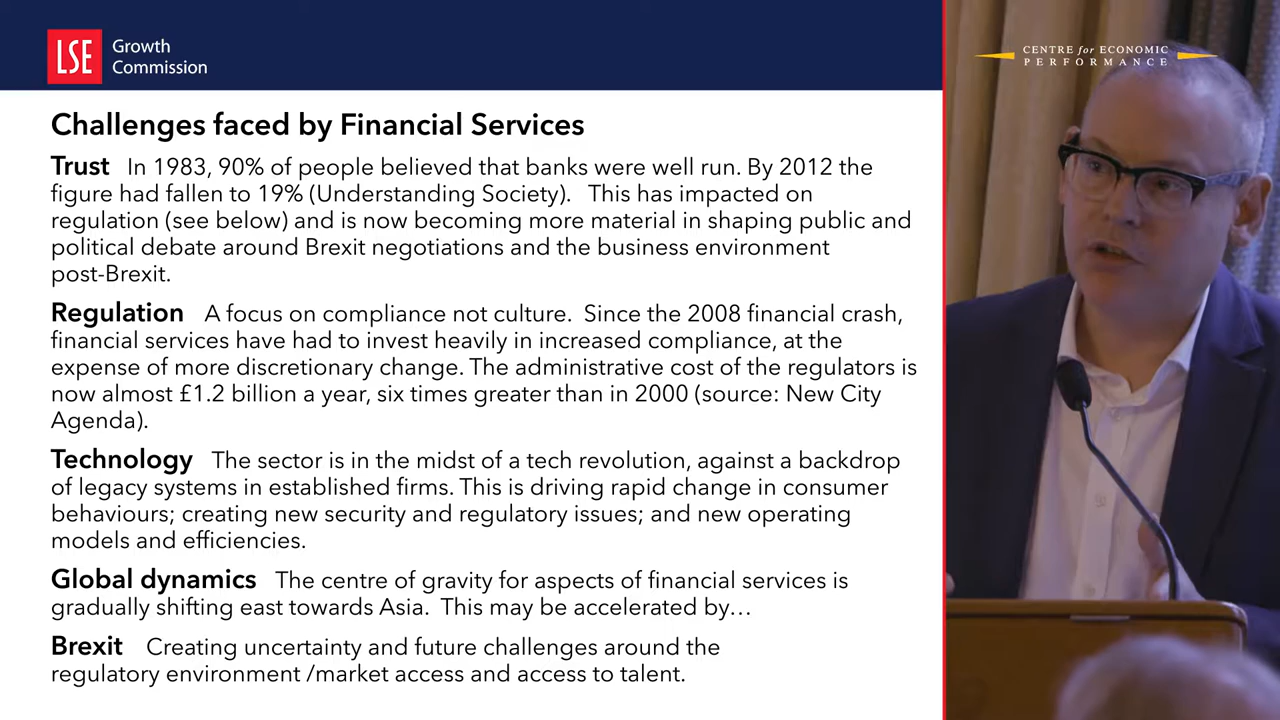 LSE
Growth
Commission
CENTRE for ECONOMIC
PERFORMANCE
Challenges faced by Financial Services
Trust In 1983, 90% of people believed that banks were well run. By 2012 the
figure had fallen to 19% (Understanding Society). This has impacted on
regulation (see below) and is now becoming more material in shaping public and
political debate around Brexit negotiations and the business environment
post-Brexit.
Regulation A focus on compliance not culture. Since the 2008 financial crash,
financial services have had to invest heavily in increased compliance, at the
expense of more discretionary change. The administrative cost of the regulators is
now almost £1.2 billion a year, six times greater than in 2000 (source: New City
Agenda).
Technology The sector is in the midst of a tech revolution, against a backdrop
of legacy systems in established firms. This is driving rapid change in consumer
behaviours; creating new security and regulatory issues; and new operating
models and efficiencies.
Global dynamics The centre of gravity for aspects of financial services is
gradually shifting east towards Asia. This may be accelerated by…
Brexit Creating uncertainty and future challenges around the
regulatory environment /market access and access to talent.